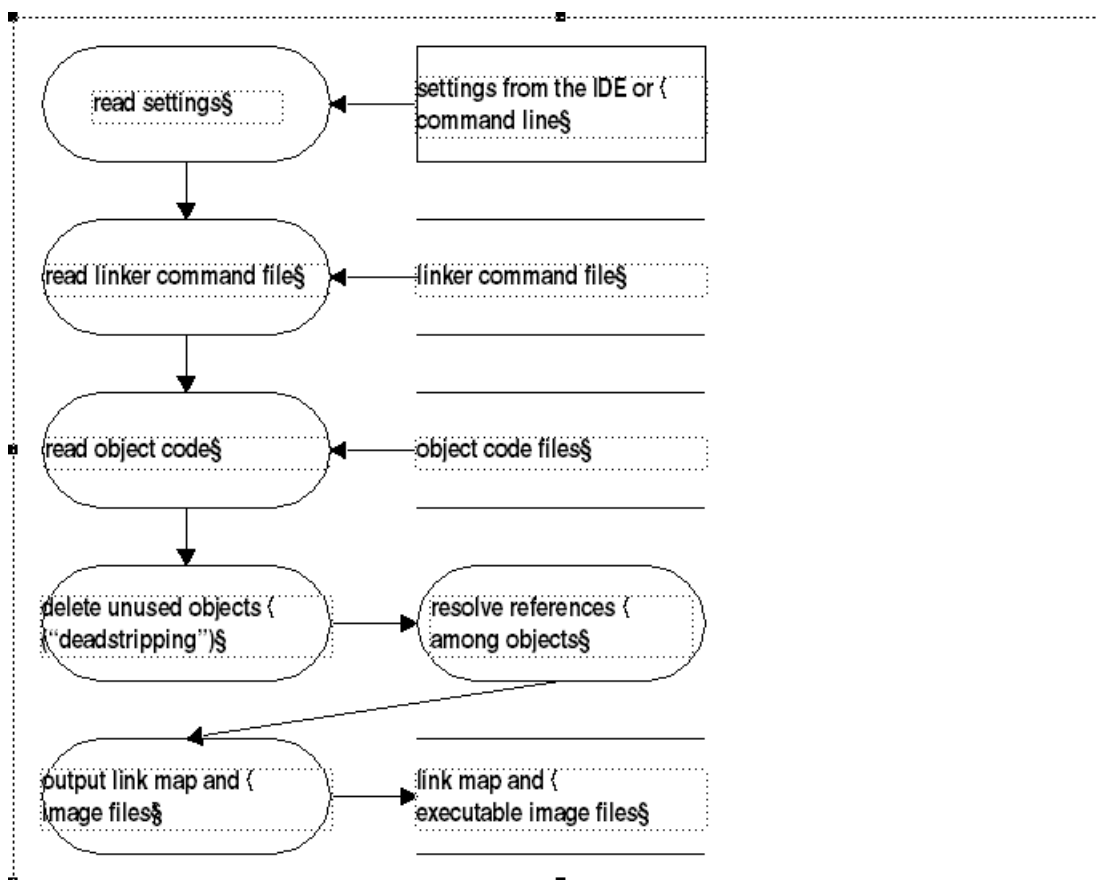 read settings§
settings from the IDE or ⟨
command line§
read linker command file§
linker command file§
read object code§
object code files§
delete unused objects ⟨
(“deadstripping”)§
resolve references ⟨
among objects§
output link map and ⟨
image files§
link map and ⟨
executable image files§